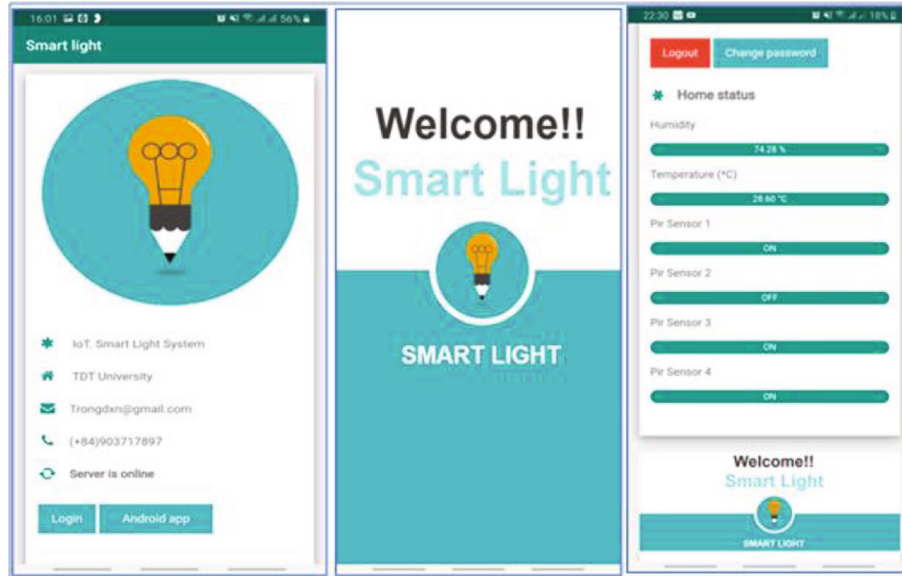 16:01
56%
Smart light
IoT. Smart Light System
TDT University
Trongdxn@gmail.com
(+84)903717897
Server is online
Login
Android app
Welcome!!
Smart Light
SMART LIGHT
22:30
18%
Logout
Change password
Home status
Humidity
74.28 %
Temperature (°C)
28.60 °C
Pir Sensor 1
ON
Pir Sensor 2
OFF
Pir Sensor 3
ON
Pir Sensor 4
ON
Welcome!!
Smart Light
SMART LIGHT